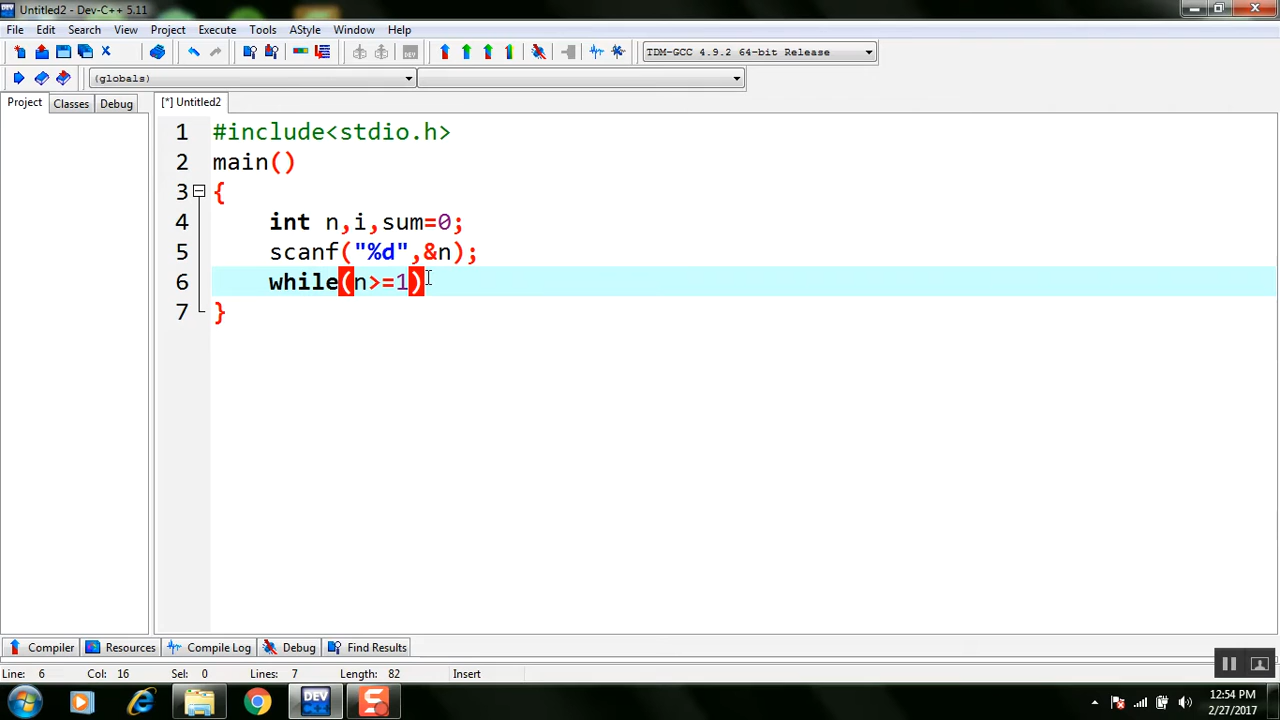 Untitled2 - Dev-C++ 5.11
File Edit Search View Project Execute Tools AStyle Window Help
TDM-GCC 4.9.2 64-bit Release
(globals)
Project Classes Debug [*] Untitled2
1 #include<stdio.h>
2 main()
3 {
4 int n,i,sum=0;
5 scanf("%d",&n);
6 while(n>=1)
7 }
Compiler Resources Compile Log Debug Find Results
Line: 6 Col: 16 Sel: 0 Lines: 7 Length: 82 Insert
DEV
12:54 PM
2/27/2017